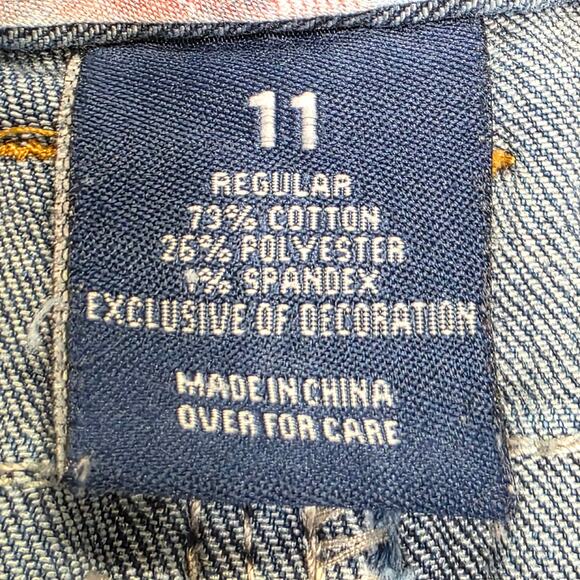 11
REGULAR
73% COTTON
26% POLYESTER
1% SPANDEX
EXCLUSIVE OF DECORATION
MADE IN CHINA
OVER FOR CARE